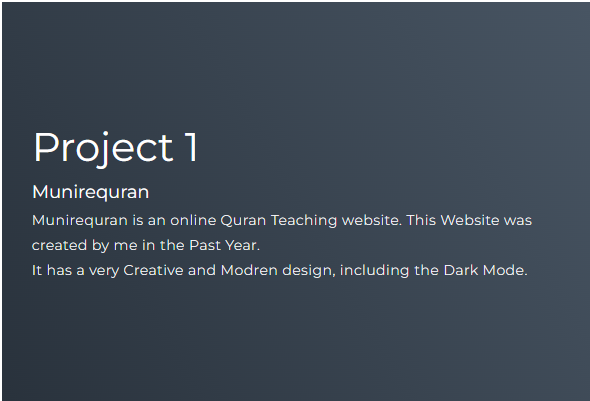 Project 1
Munirequran
Munirequran is an online Quran Teaching website. This Website was
created by me in the Past Year.
It has a very Creative and Modren design, including the Dark Mode.